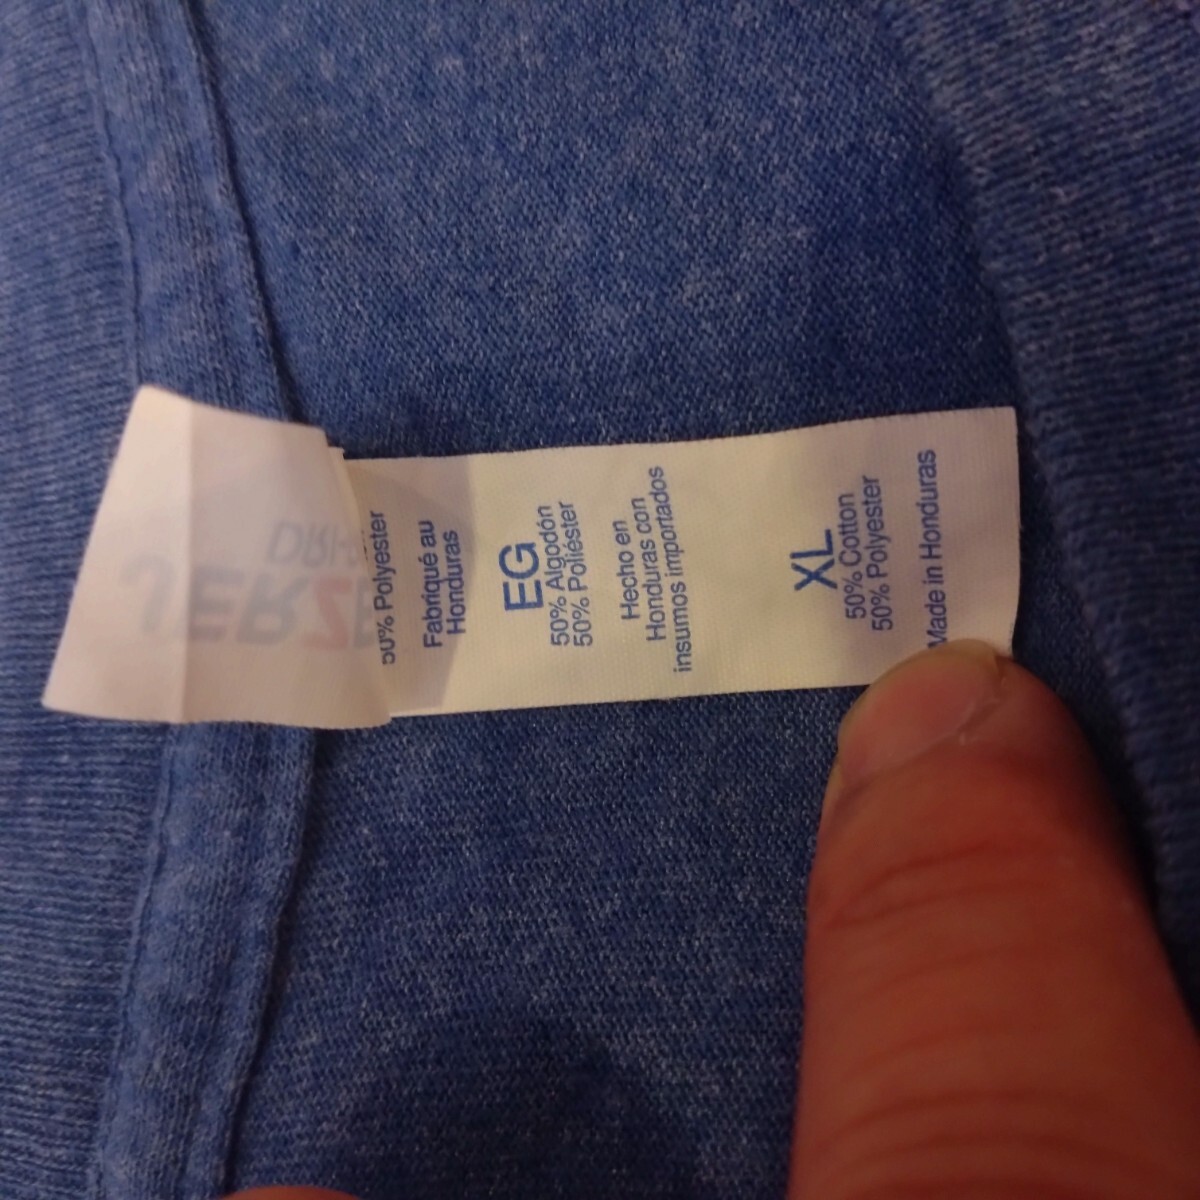 50% Polyester
Fabriqué au
Honduras
EG
50% Algodón
50% Poliéster
Hecho en
Honduras con
insumos importados
XL
50% Cotton
50% Polyester
Made in Honduras